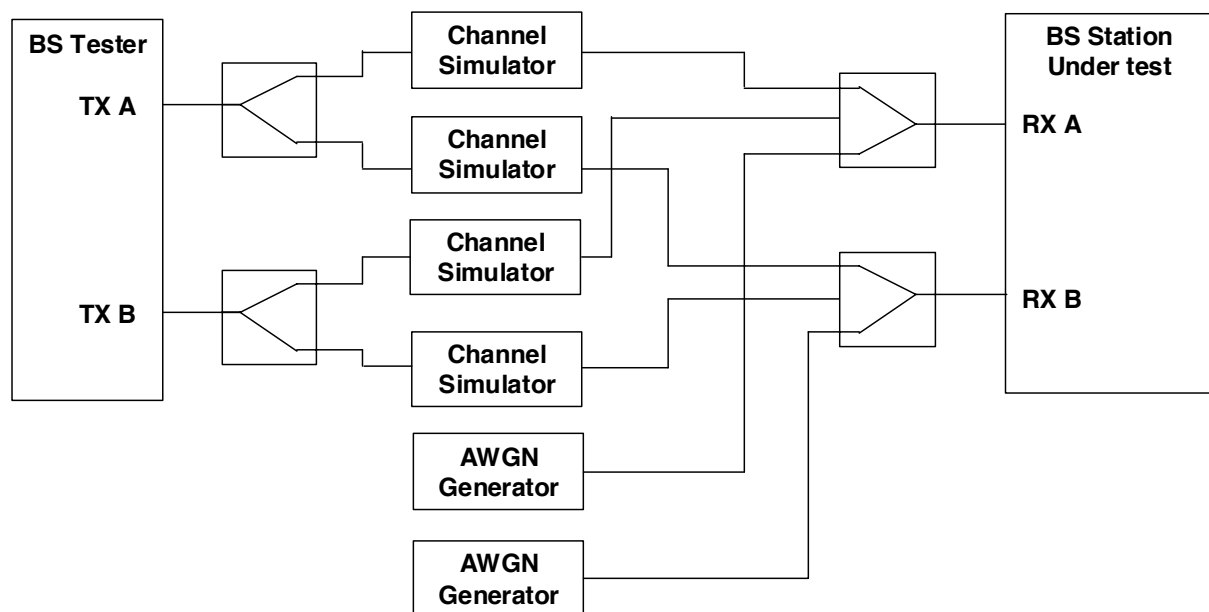 BS Tester
TX A
TX B
Channel
Simulator
Channel
Simulator
Channel
Simulator
Channel
Simulator
AWGN
Generator
AWGN
Generator
BS Station
Under test
RX A
RX B